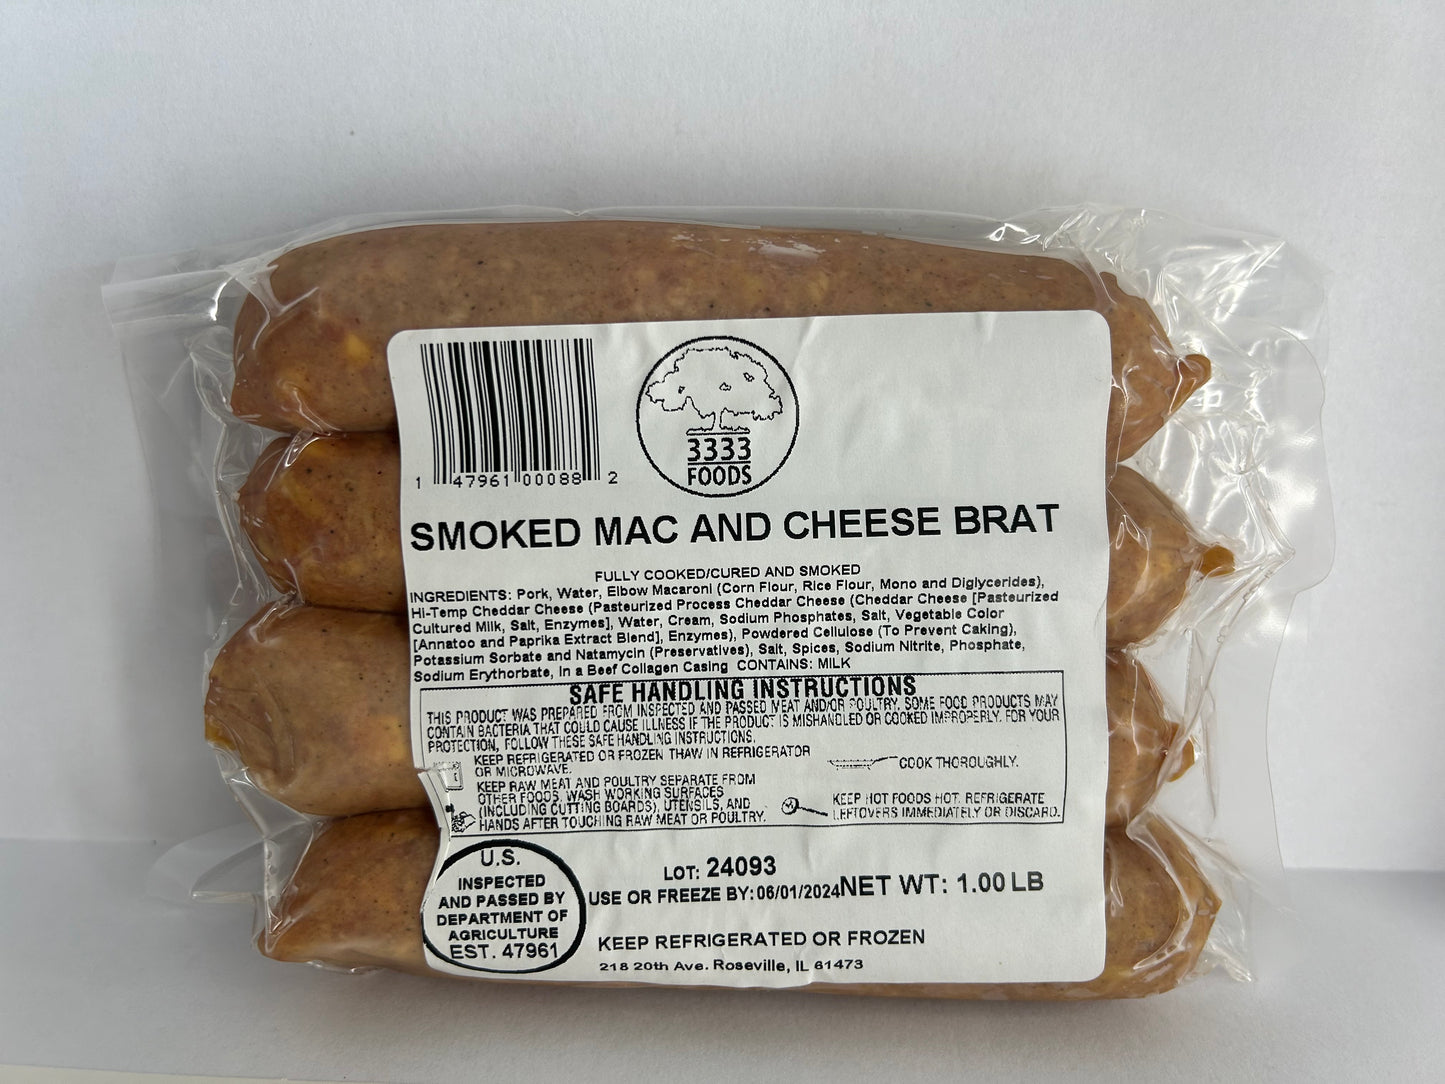 1 47961 00088 2
3333
FOODS
SMOKED MAC AND CHEESE BRAT
FULLY COOKED/CURED AND SMOKED
INGREDIENTS: Pork, Water, Elbow Macaroni (Corn Flour, Rice Flour, Mono and Diglycerides),
Hi-Temp Cheddar Cheese (Pasteurized Process Cheddar Cheese (Cheddar Cheese [Pasteurized
Cultured Milk, Salt, Enzymes], Water, Cream, Sodium Phosphates, Salt, Vegetable Color
[Annatoo and Paprika Extract Blend], Enzymes), Powdered Cellulose (To Prevent Caking),
Potassium Sorbate and Natamycin (Preservatives), Salt, Spices, Sodium Nitrite, Phosphate,
Sodium Erythorbate, in a Beef Collagen Casing CONTAINS: MILK
SAFE HANDLING INSTRUCTIONS
THIS PRODUCT WAS PREPARED FROM INSPECTED AND PASSED MEAT AND/OR POULTRY. SOME FOOD PRODUCTS MAY
CONTAIN BACTERIA THAT COULD CAUSE ILLNESS IF THE PRODUCT IS MISHANDLED OR COOKED IMPROPERLY. FOR YOUR
PROTECTION, FOLLOW THESE SAFE HANDLING INSTRUCTIONS.
KEEP REFRIGERATED OR FROZEN THAW IN REFRIGERATOR
OR MICROWAVE.
KEEP RAW MEAT AND POULTRY SEPARATE FROM
OTHER FOODS. WASH WORKING SURFACES
(INCLUDING CUTTING BOARDS), UTENSILS, AND
HANDS AFTER TOUCHING RAW MEAT OR POULTRY.
COOK THOROUGHLY.
KEEP HOT FOODS HOT. REFRIGERATE
LEFTOVERS IMMEDIATELY OR DISCARD.
U.S.
INSPECTED
AND PASSED BY
DEPARTMENT OF
AGRICULTURE
EST. 47961
LOT: 24093
USE OR FREEZE BY: 06/01/2024 NET WT: 1.00 LB
KEEP REFRIGERATED OR FROZEN
218 20th Ave. Roseville, IL 61473